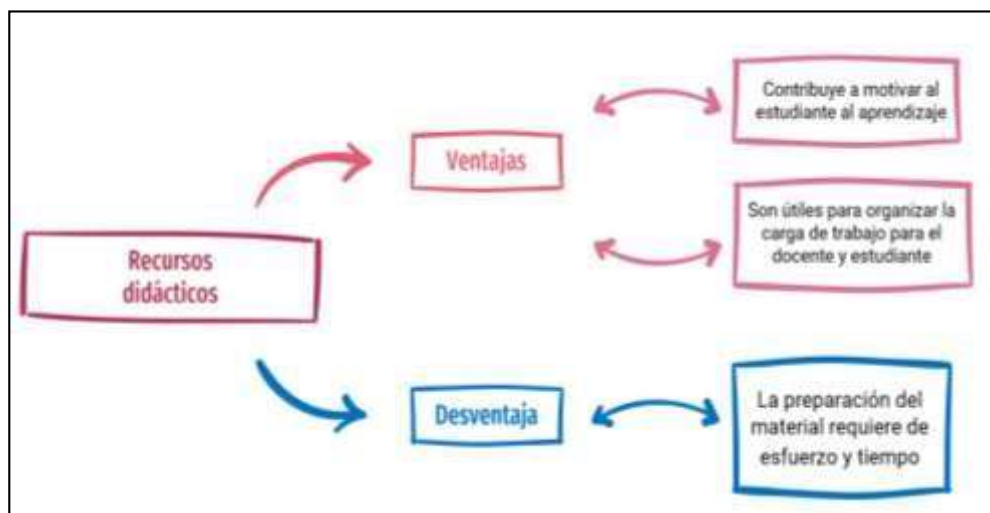 Contribuye a motivar al
estudiante al aprendizaje
Ventajas
Son útiles para organizar la
carga de trabajo para el
docente y estudiante
Recursos
didácticos
Desventaja
La preparación del
material requiere de
esfuerzo y tiempo